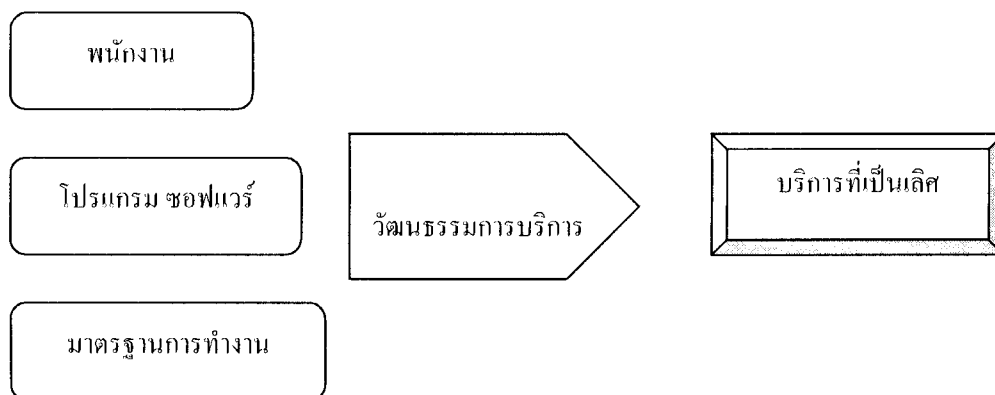 พนักงาน
โปรแกรม ซอฟแวร์
มาตรฐานการทำงาน
วัฒนธรรมการบริการ
บริการที่เป็นเลิศ